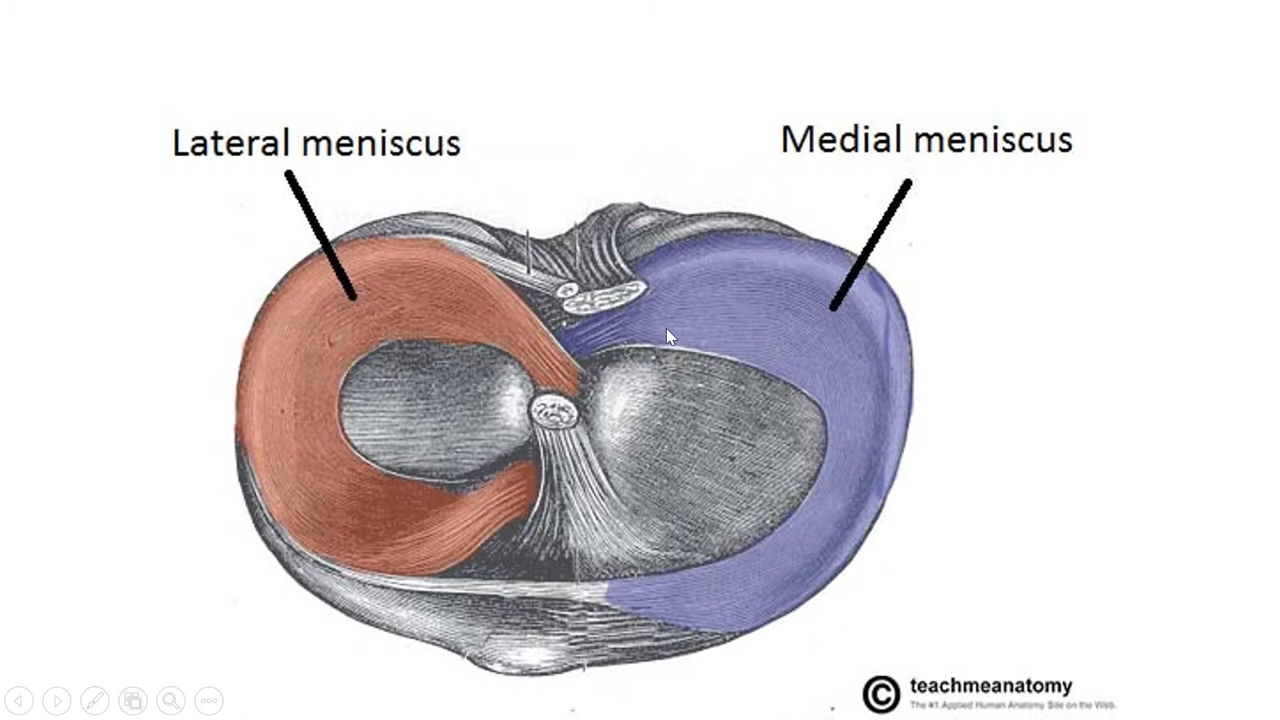 Lateral meniscus
Medial meniscus
© teachmeanatomy
The #1 Applied Human Anatomy Site on the Web.